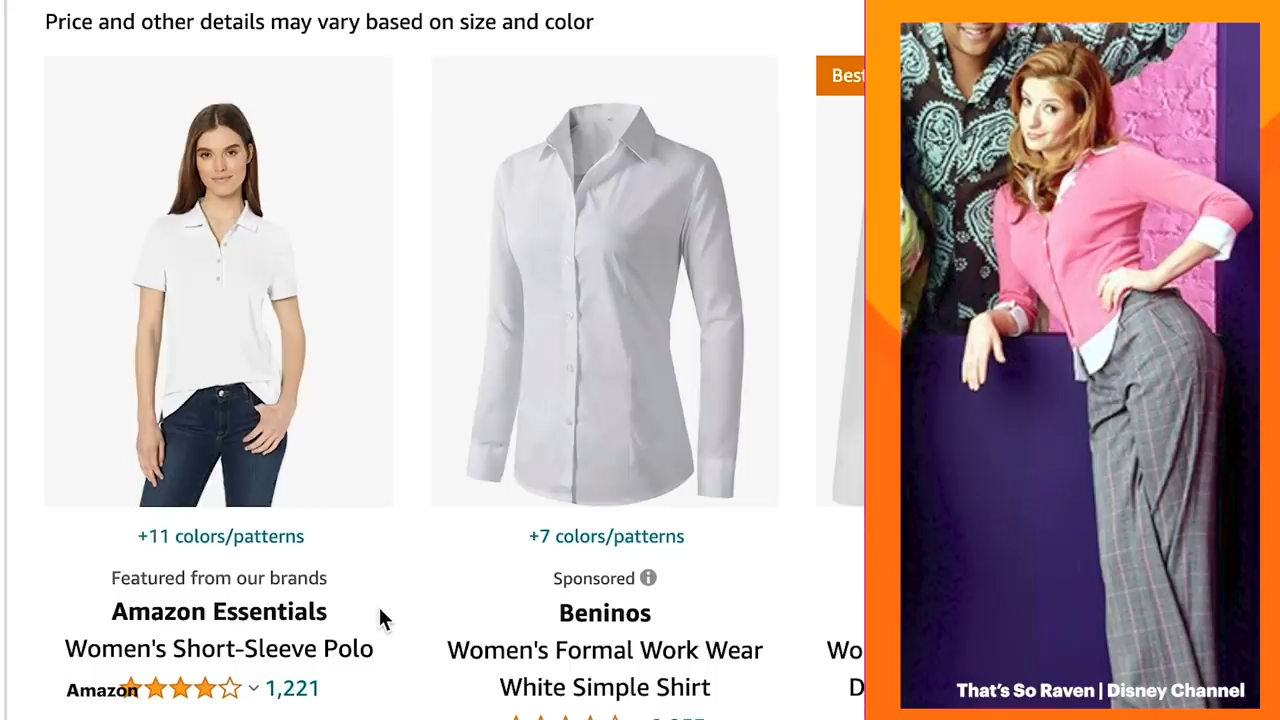 Price and other details may vary based on size and color
Best
+11 colors/patterns
+7 colors/patterns
Featured from our brands
Sponsored
Amazon Essentials
Beninos
Women's Short-Sleeve Polo
Women's Formal Work Wear
White Simple Shirt
Amazon
1,221
That's So Raven | Disney Channel